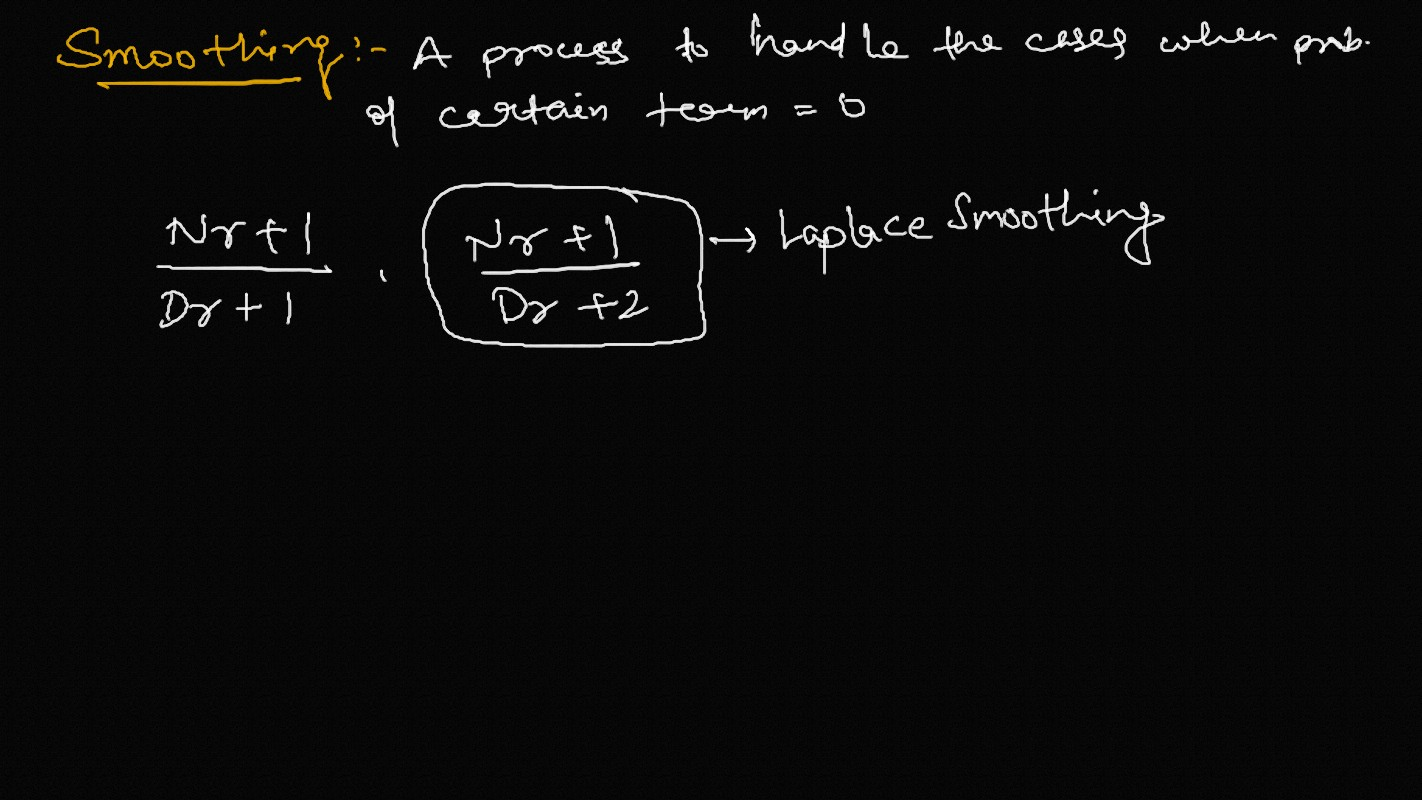 Smoothing :- A process to handle the cases when prob.
of certain term = 0
Nr + 1 / Dr + 1 , Nr + 1 / Dr + 2 → Laplace Smoothing